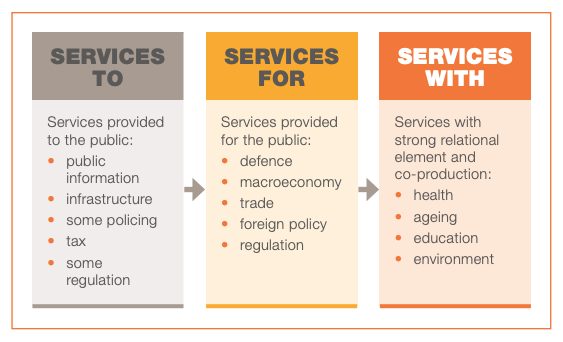 SERVICES
TO
Services provided
to the public:
• public
information
• infrastructure
• some policing
• tax
• some
regulation
SERVICES
FOR
Services provided
for the public:
• defence
• macroeconomy
• trade
• foreign policy
• regulation
SERVICES
WITH
Services with
strong relational
element and
co-production:
• health
• ageing
• education
• environment